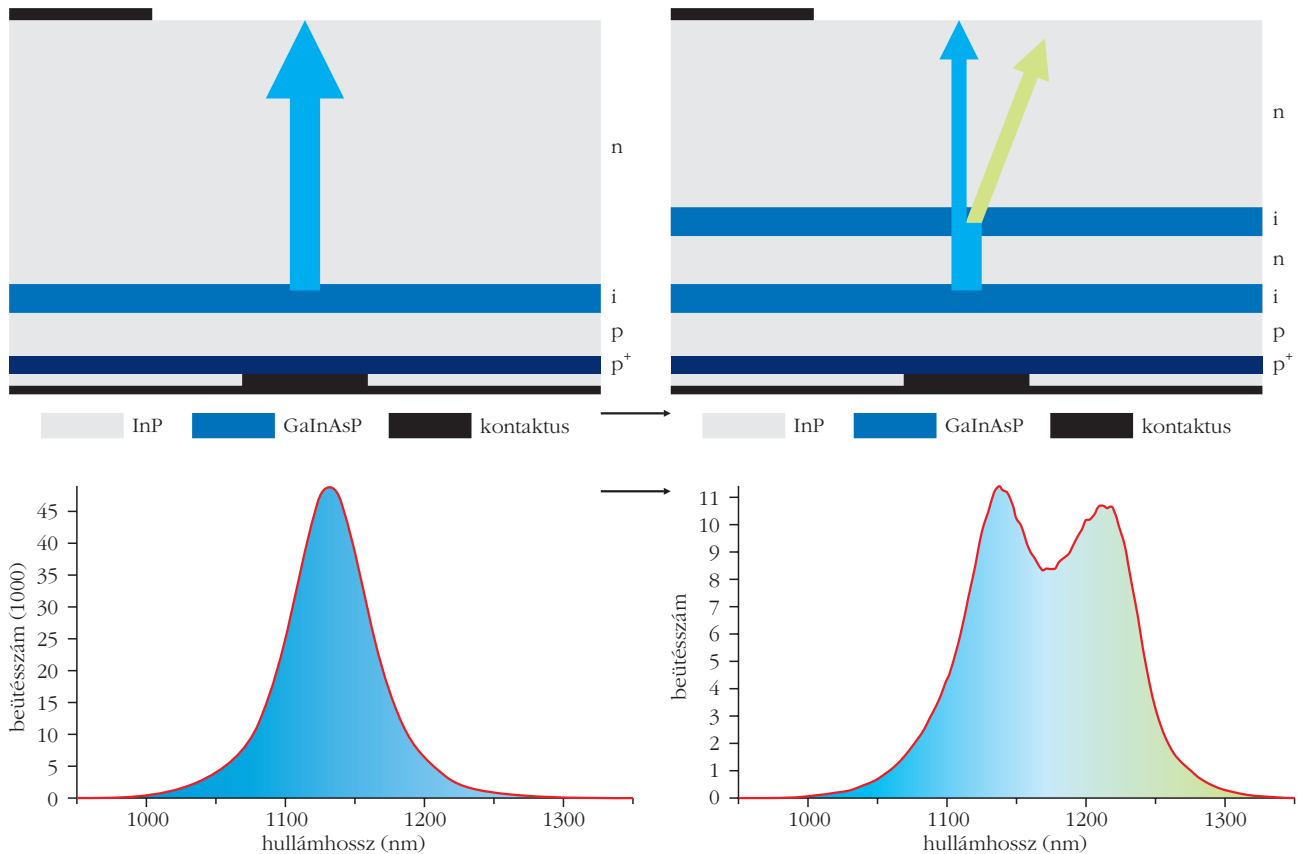 n
i
p
p⁺
n
i
n
i
p
p⁺
InP GaInAsP kontaktus
InP GaInAsP kontaktus
beütésszám (1000)
45
40
35
30
25
20
15
10
5
0
1000 1100 1200 1300
hullámhossz (nm)
beütésszám
11
10
9
8
7
6
5
4
3
2
1
0
1000 1100 1200 1300
hullámhossz (nm)